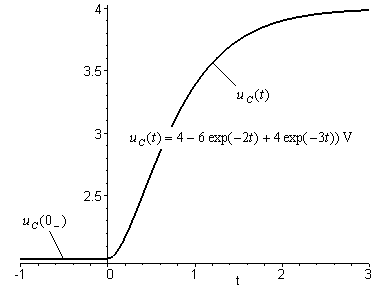 4
3.5
u_C(t)
3
u_C(t) = 4 − 6 exp(−2t) + 4 exp(−3t)) V
2.5
u_C(0_−)
-1 0 1 2 3
t